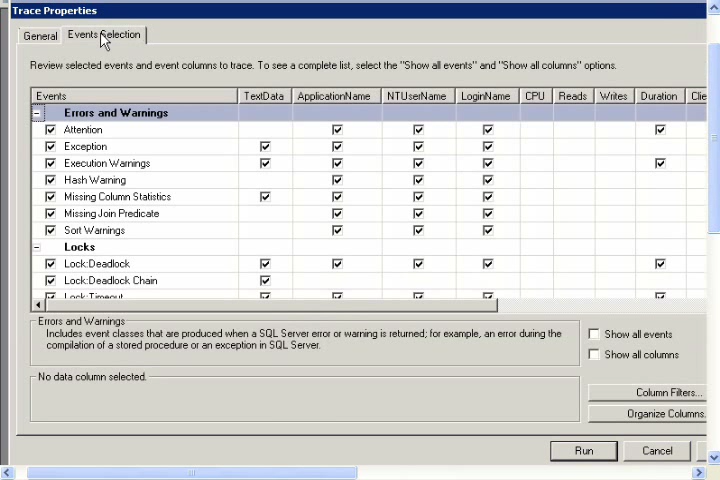 Trace Properties
General Events Selection
Review selected events and event columns to trace. To see a complete list, select the "Show all events" and "Show all columns" options.
Events TextData ApplicationName NTUserName LoginName CPU Reads Writes Duration Clie
Errors and Warnings
Attention
Exception
Execution Warnings
Hash Warning
Missing Column Statistics
Missing Join Predicate
Sort Warnings
Locks
Lock:Deadlock
Lock:Deadlock Chain
Lock:Timeout
Errors and Warnings
Includes event classes that are produced when a SQL Server error or warning is returned; for example, an error during the
compilation of a stored procedure or an exception in SQL Server.
Show all events
Show all columns
No data column selected.
Column Filters...
Organize Columns.
Run Cancel